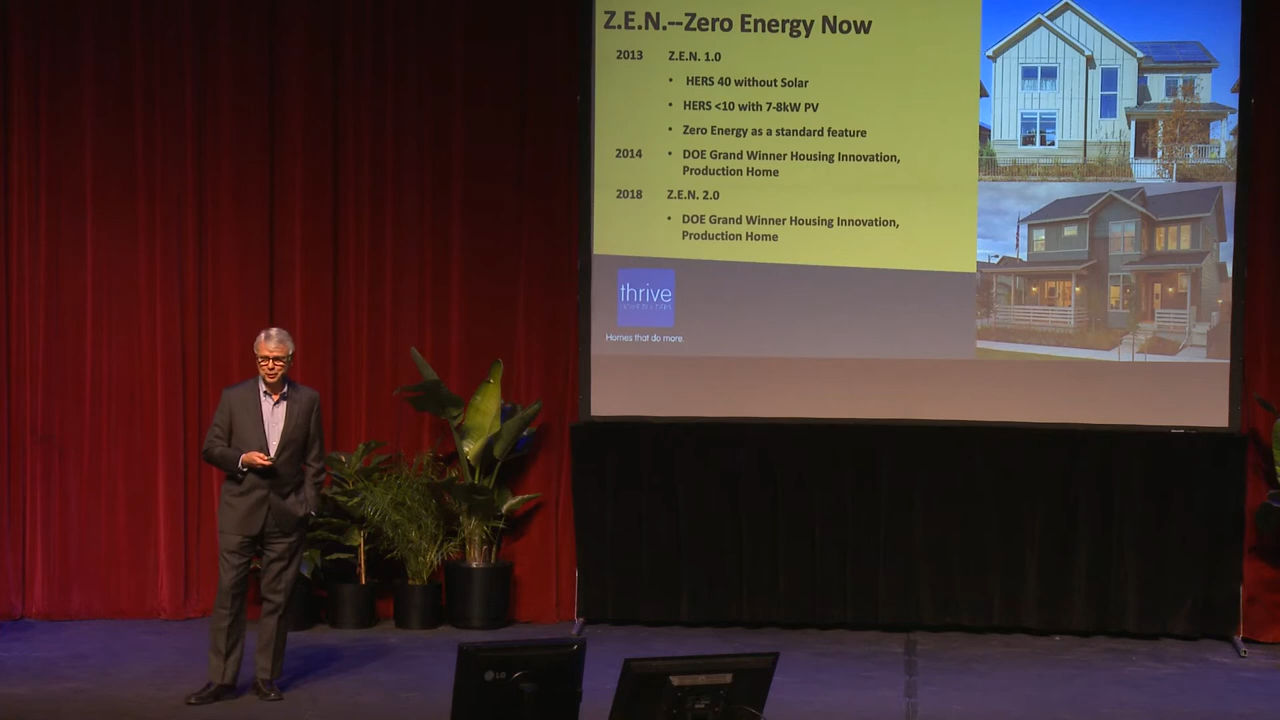 Z.E.N.--Zero Energy Now
2013 Z.E.N. 1.0
• HERS 40 without Solar
• HERS <10 with 7-8kW PV
• Zero Energy as a standard feature
2014 • DOE Grand Winner Housing Innovation,
Production Home
2018 Z.E.N. 2.0
• DOE Grand Winner Housing Innovation,
Production Home
thrive
Homes that do more.
LG